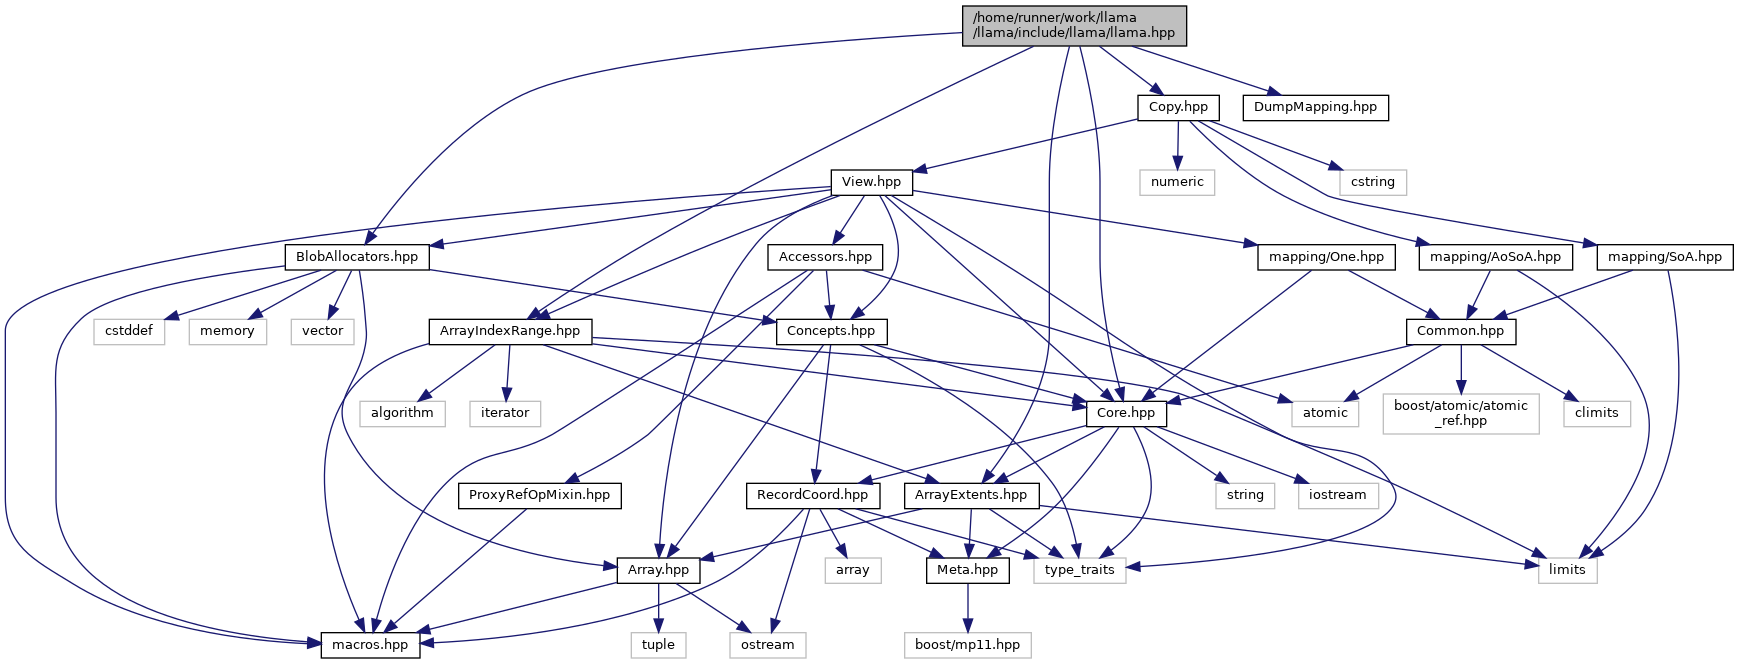 /home/runner/work/llama
/llama/include/llama/llama.hpp
Copy.hpp
DumpMapping.hpp
View.hpp
numeric
cstring
BlobAllocators.hpp
Accessors.hpp
mapping/One.hpp
mapping/AoSoA.hpp
mapping/SoA.hpp
cstddef
memory
vector
ArrayIndexRange.hpp
Concepts.hpp
Common.hpp
algorithm
iterator
Core.hpp
atomic
boost/atomic/atomic
_ref.hpp
climits
ProxyRefOpMixin.hpp
RecordCoord.hpp
ArrayExtents.hpp
string
iostream
Array.hpp
array
Meta.hpp
type_traits
limits
macros.hpp
tuple
ostream
boost/mp11.hpp